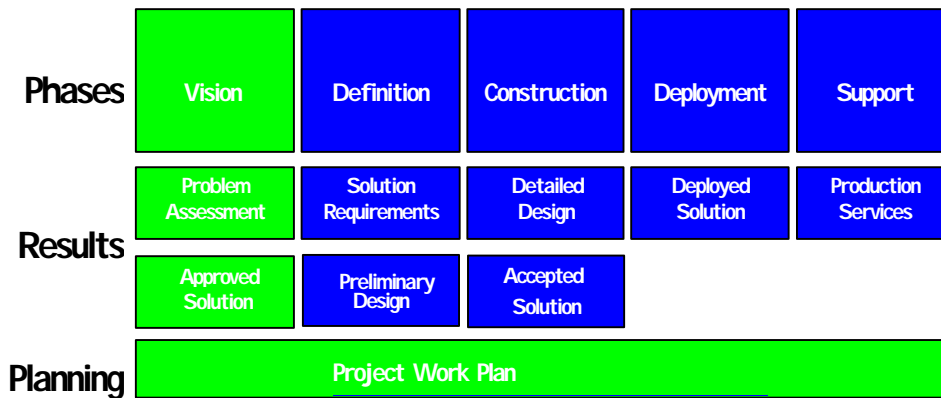 Phases
Vision
Definition
Construction
Deployment
Support
Results
Problem
Assessment
Solution
Requirements
Detailed
Design
Deployed
Solution
Production
Services
Approved
Solution
Preliminary
Design
Accepted
Solution
Planning
Project Work Plan